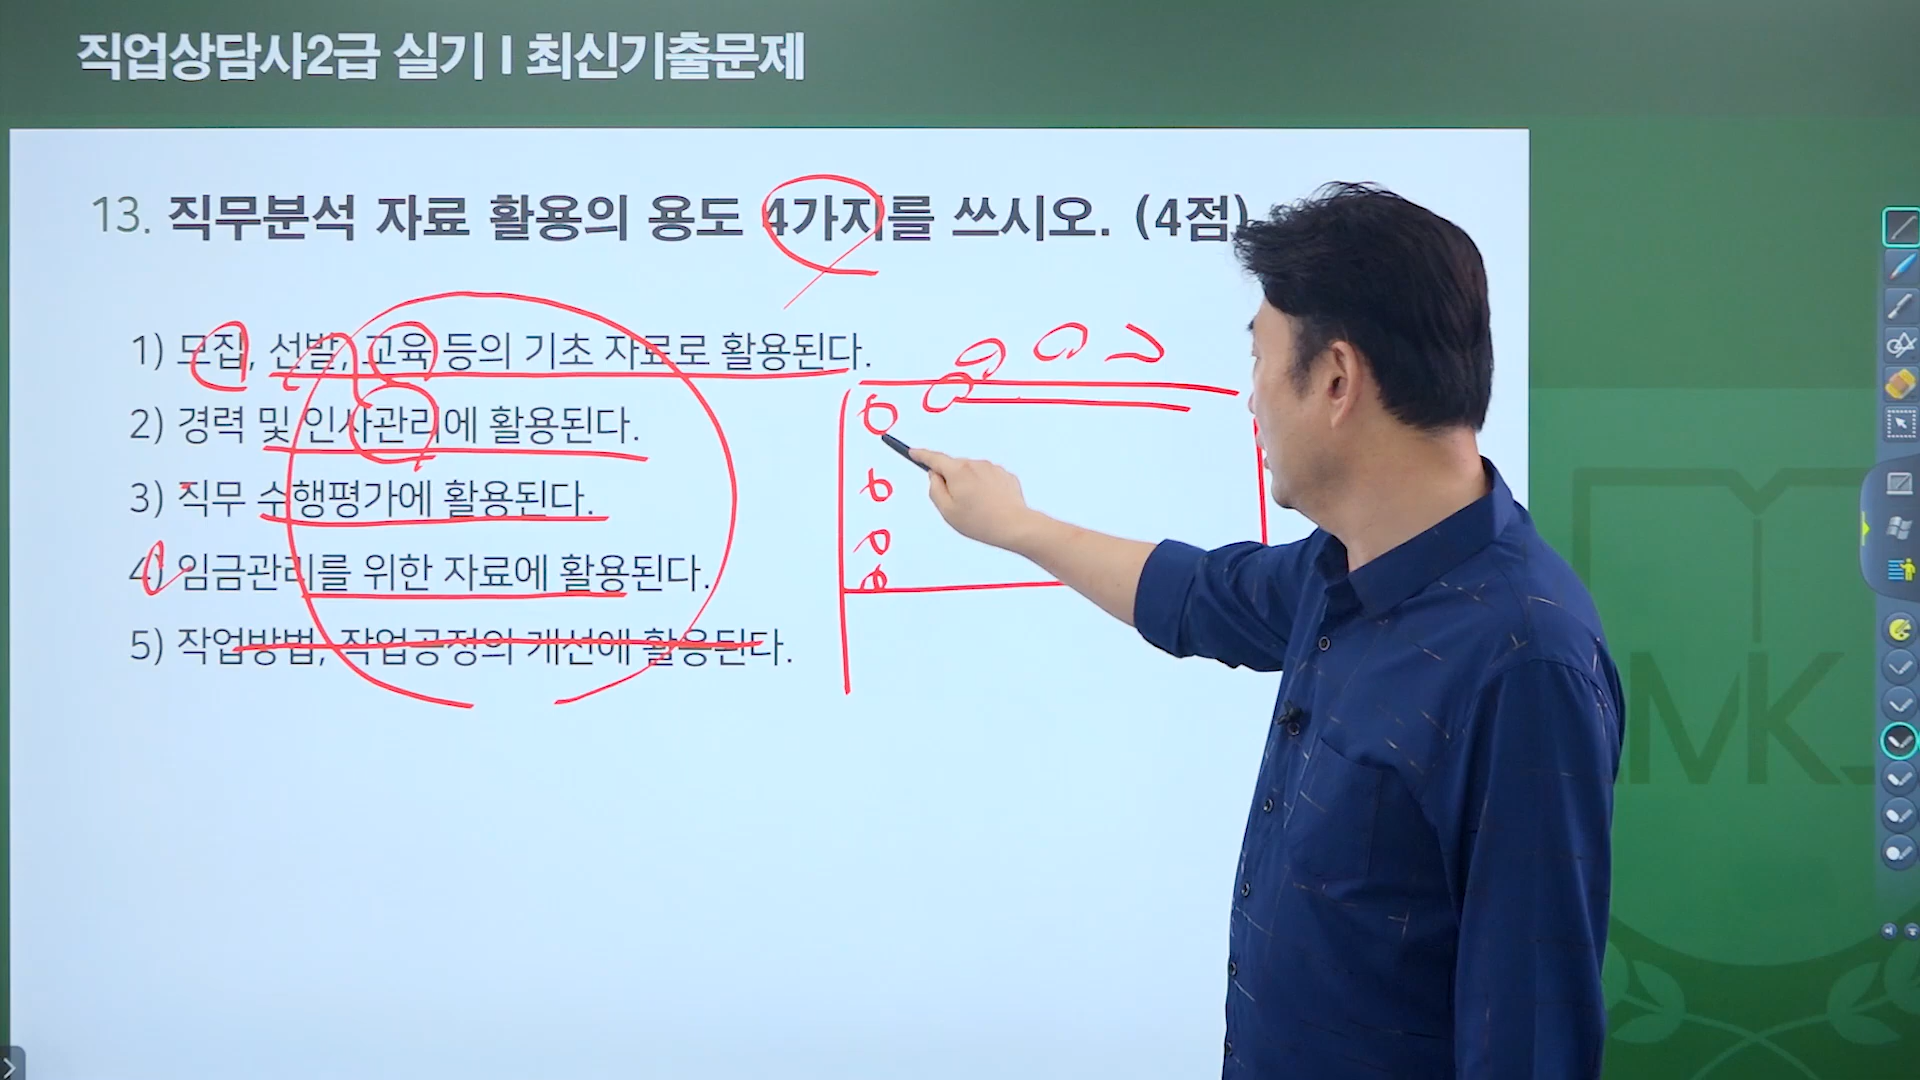 직업상담사2급 실기 I 최신기출문제
13. 직무분석 자료 활용의 용도 4가지를 쓰시오. (4점)
1) 모집, 선발, 교육 등의 기초 자료로 활용된다.
2) 경력 및 인사관리에 활용된다.
3) 직무 수행평가에 활용된다.
4) 임금관리를 위한 자료에 활용된다.
5) 작업방법, 작업공정의 개선에 활용된다.
MK